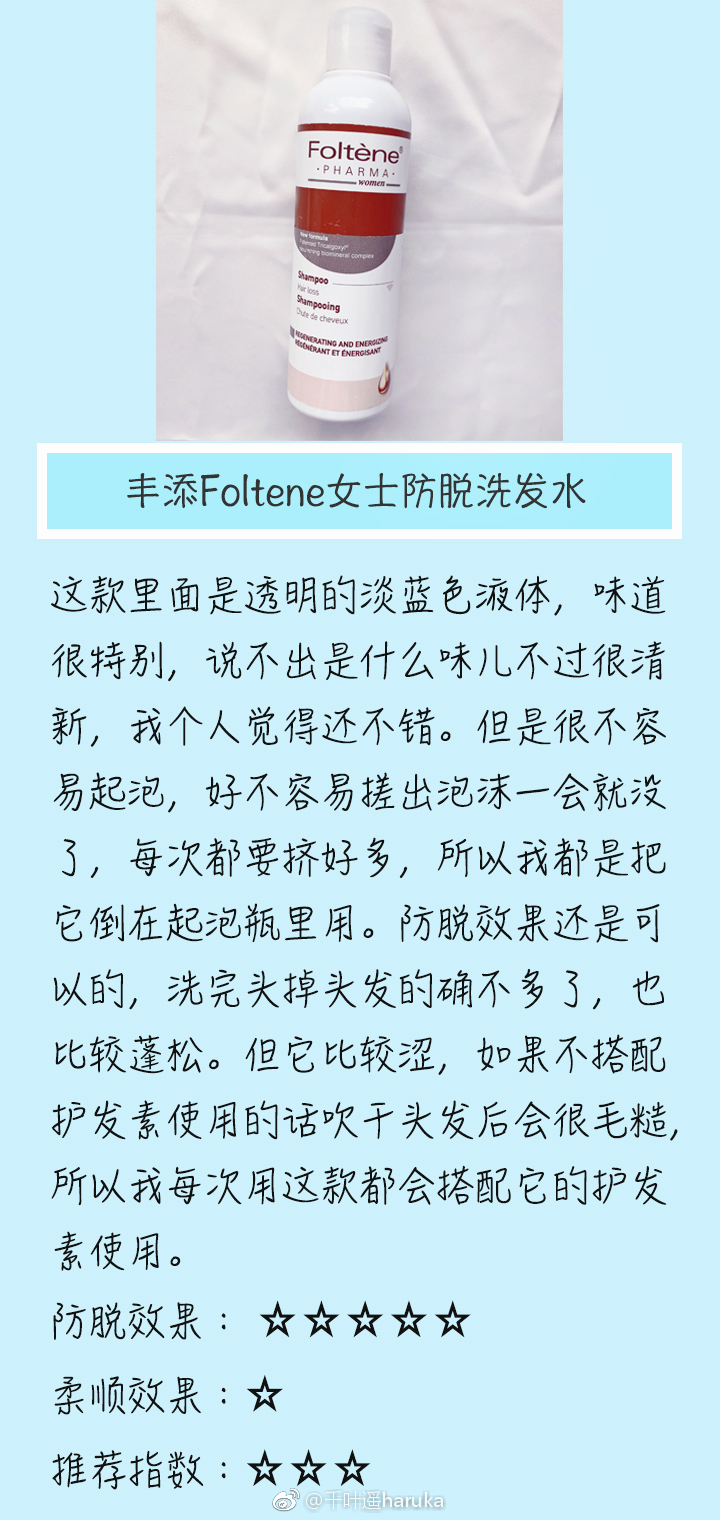 Foltène®
·PHARMA·
women
New formula
nourishing biomineral complex
Shampoo
Hair loss
Shampooing
Chute de cheveux
REGENERATING AND ENERGIZING
RÉGÉNÉRANT ET ÉNERGISANT
丰添Foltene女士防脱洗发水
这款里面是透明的淡蓝色液体，味道
很特别，说不出是什么味儿不过很清
新，我个人觉得还不错。但是很不容
易起泡，好不容易搓出泡沫一会就没
了，每次都要挤好多，所以我都是把
它倒在起泡瓶里用。防脱效果还是可
以的，洗完头掉头发的确不多了，也
比较蓬松。但它比较涩，如果不搭配
护发素使用的话吹干头发后会很毛糙，
所以我每次用这款都会搭配它的护发
素使用。
防脱效果：☆☆☆☆☆
柔顺效果：☆
推荐指数：☆☆☆
@千叶遥haruka